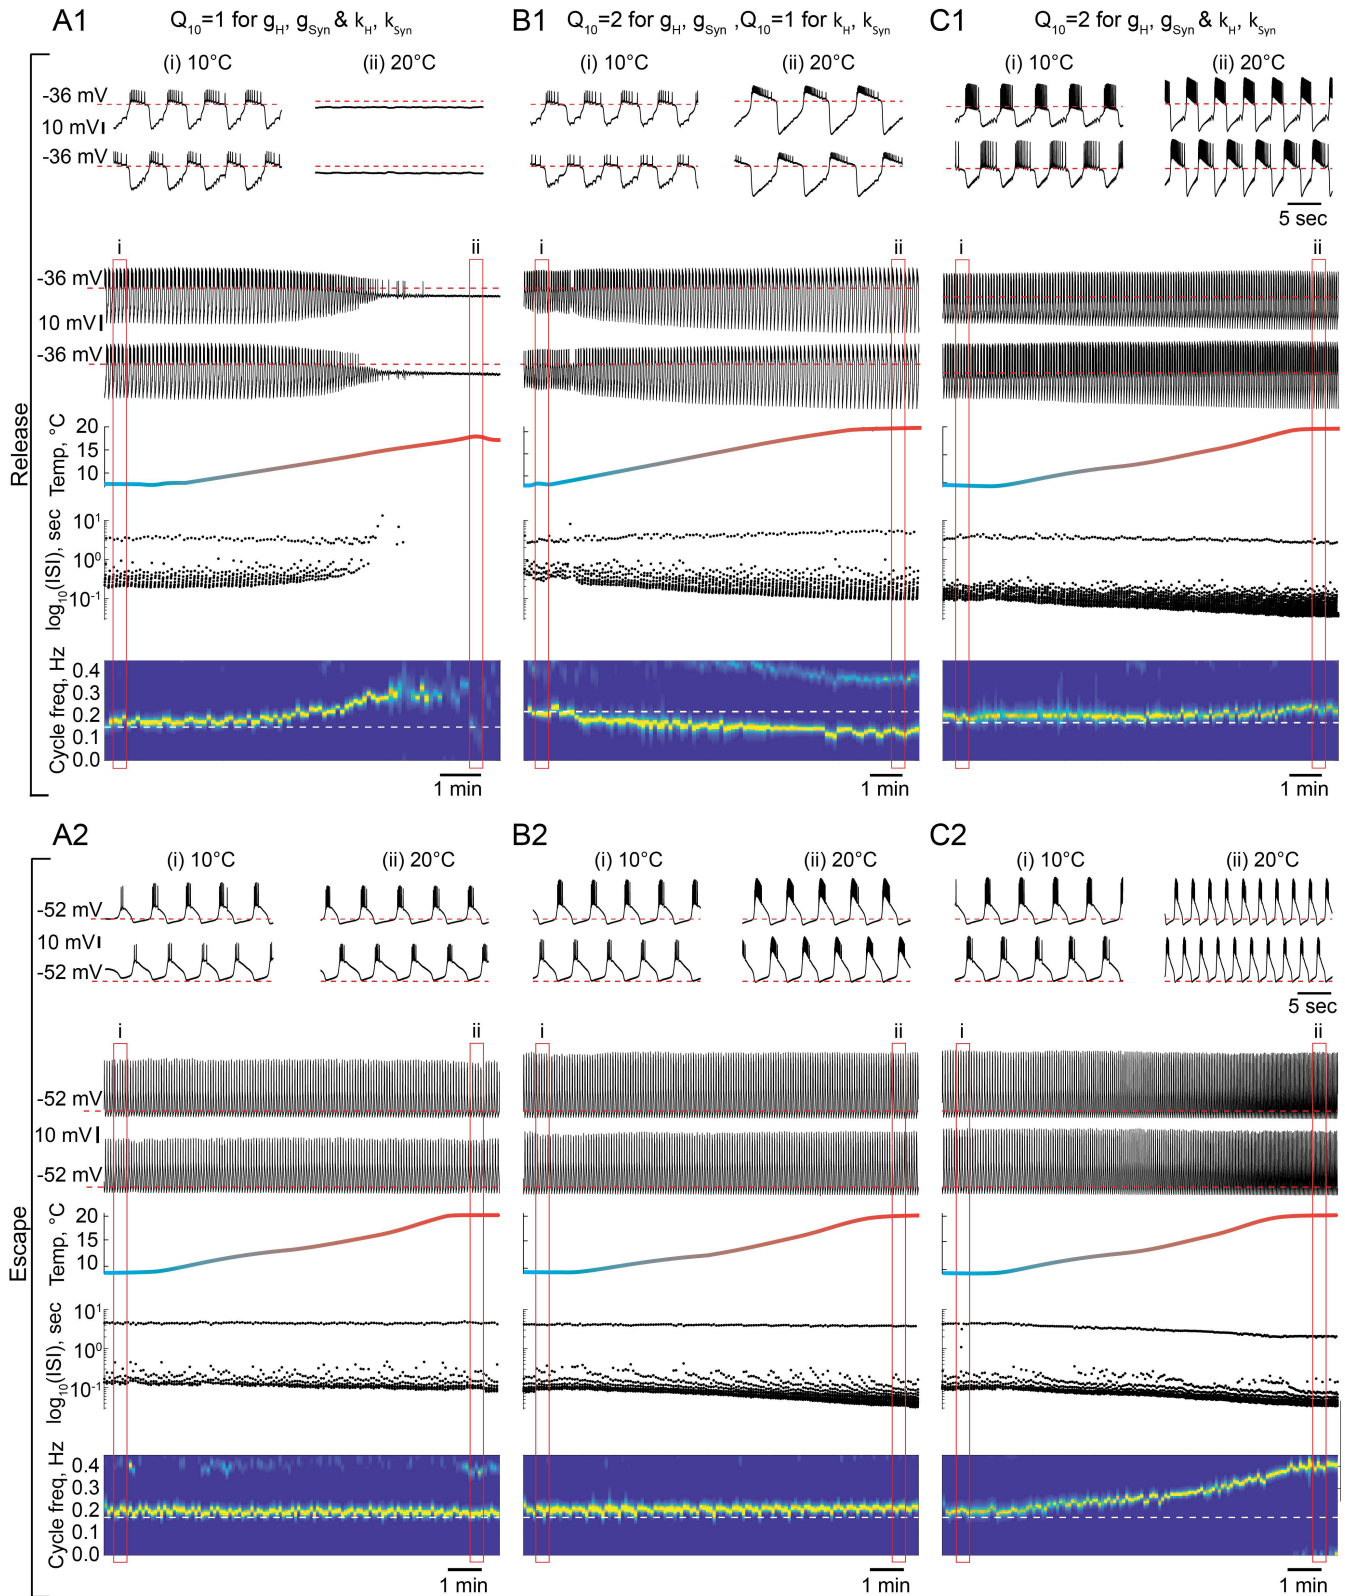 A1 Q10=1 for gH, gSyn & kH, kSyn
B1 Q10=2 for gH, gSyn ,Q10=1 for kH, kSyn
C1 Q10=2 for gH, gSyn & kH, kSyn
(i) 10°C (ii) 20°C
(i) 10°C (ii) 20°C
(i) 10°C (ii) 20°C
-36 mV
10 mV
-36 mV
5 sec
i ii
i ii
i ii
-36 mV
10 mV
-36 mV
Release
Temp, °C
20
15
10
log10(ISI), sec
10^1
10^0
10^-1
Cycle freq, Hz
0.4
0.3
0.2
0.1
0.0
1 min
1 min
1 min
A2
B2
C2
(i) 10°C (ii) 20°C
(i) 10°C (ii) 20°C
(i) 10°C (ii) 20°C
-52 mV
10 mV
-52 mV
5 sec
i ii
i ii
i ii
-52 mV
10 mV
-52 mV
Escape
Temp, °C
20
15
10
log10(ISI), sec
10^1
10^0
10^-1
Cycle freq, Hz
0.4
0.3
0.2
0.1
0.0
1 min
1 min
1 min